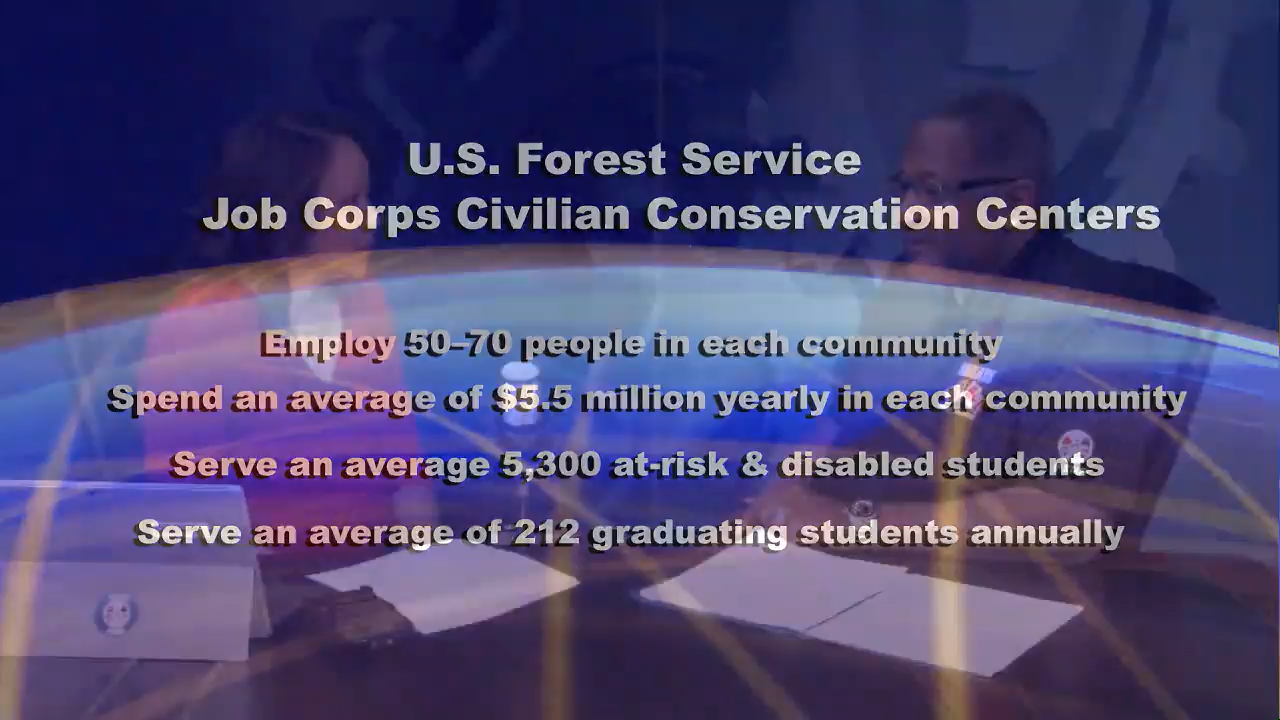 U.S. Forest Service
Job Corps Civilian Conservation Centers
Employ 50–70 people in each community
Spend an average of $5.5 million yearly in each community
Serve an average 5,300 at-risk & disabled students
Serve an average of 212 graduating students annually